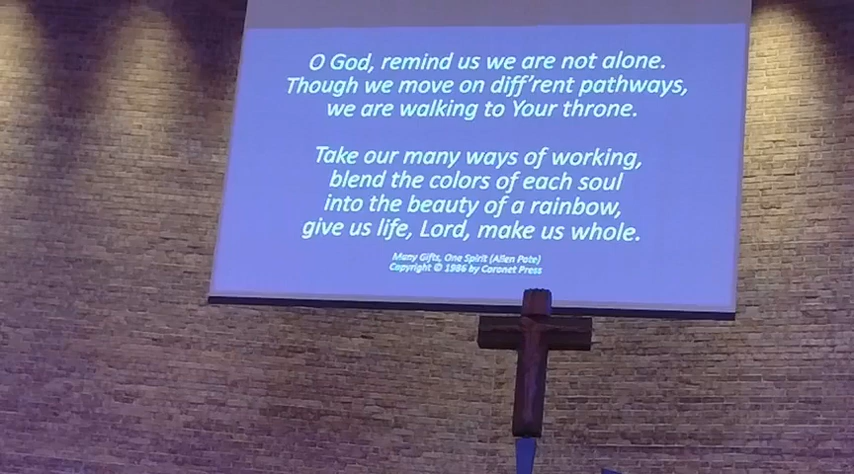 O God, remind us we are not alone.
Though we move on diff'rent pathways,
we are walking to Your throne.
Take our many ways of working,
blend the colors of each soul
into the beauty of a rainbow,
give us life, Lord, make us whole.
Many Gifts, One Spirit (Allen Pote)
Copyright © 1986 by Coronet Press